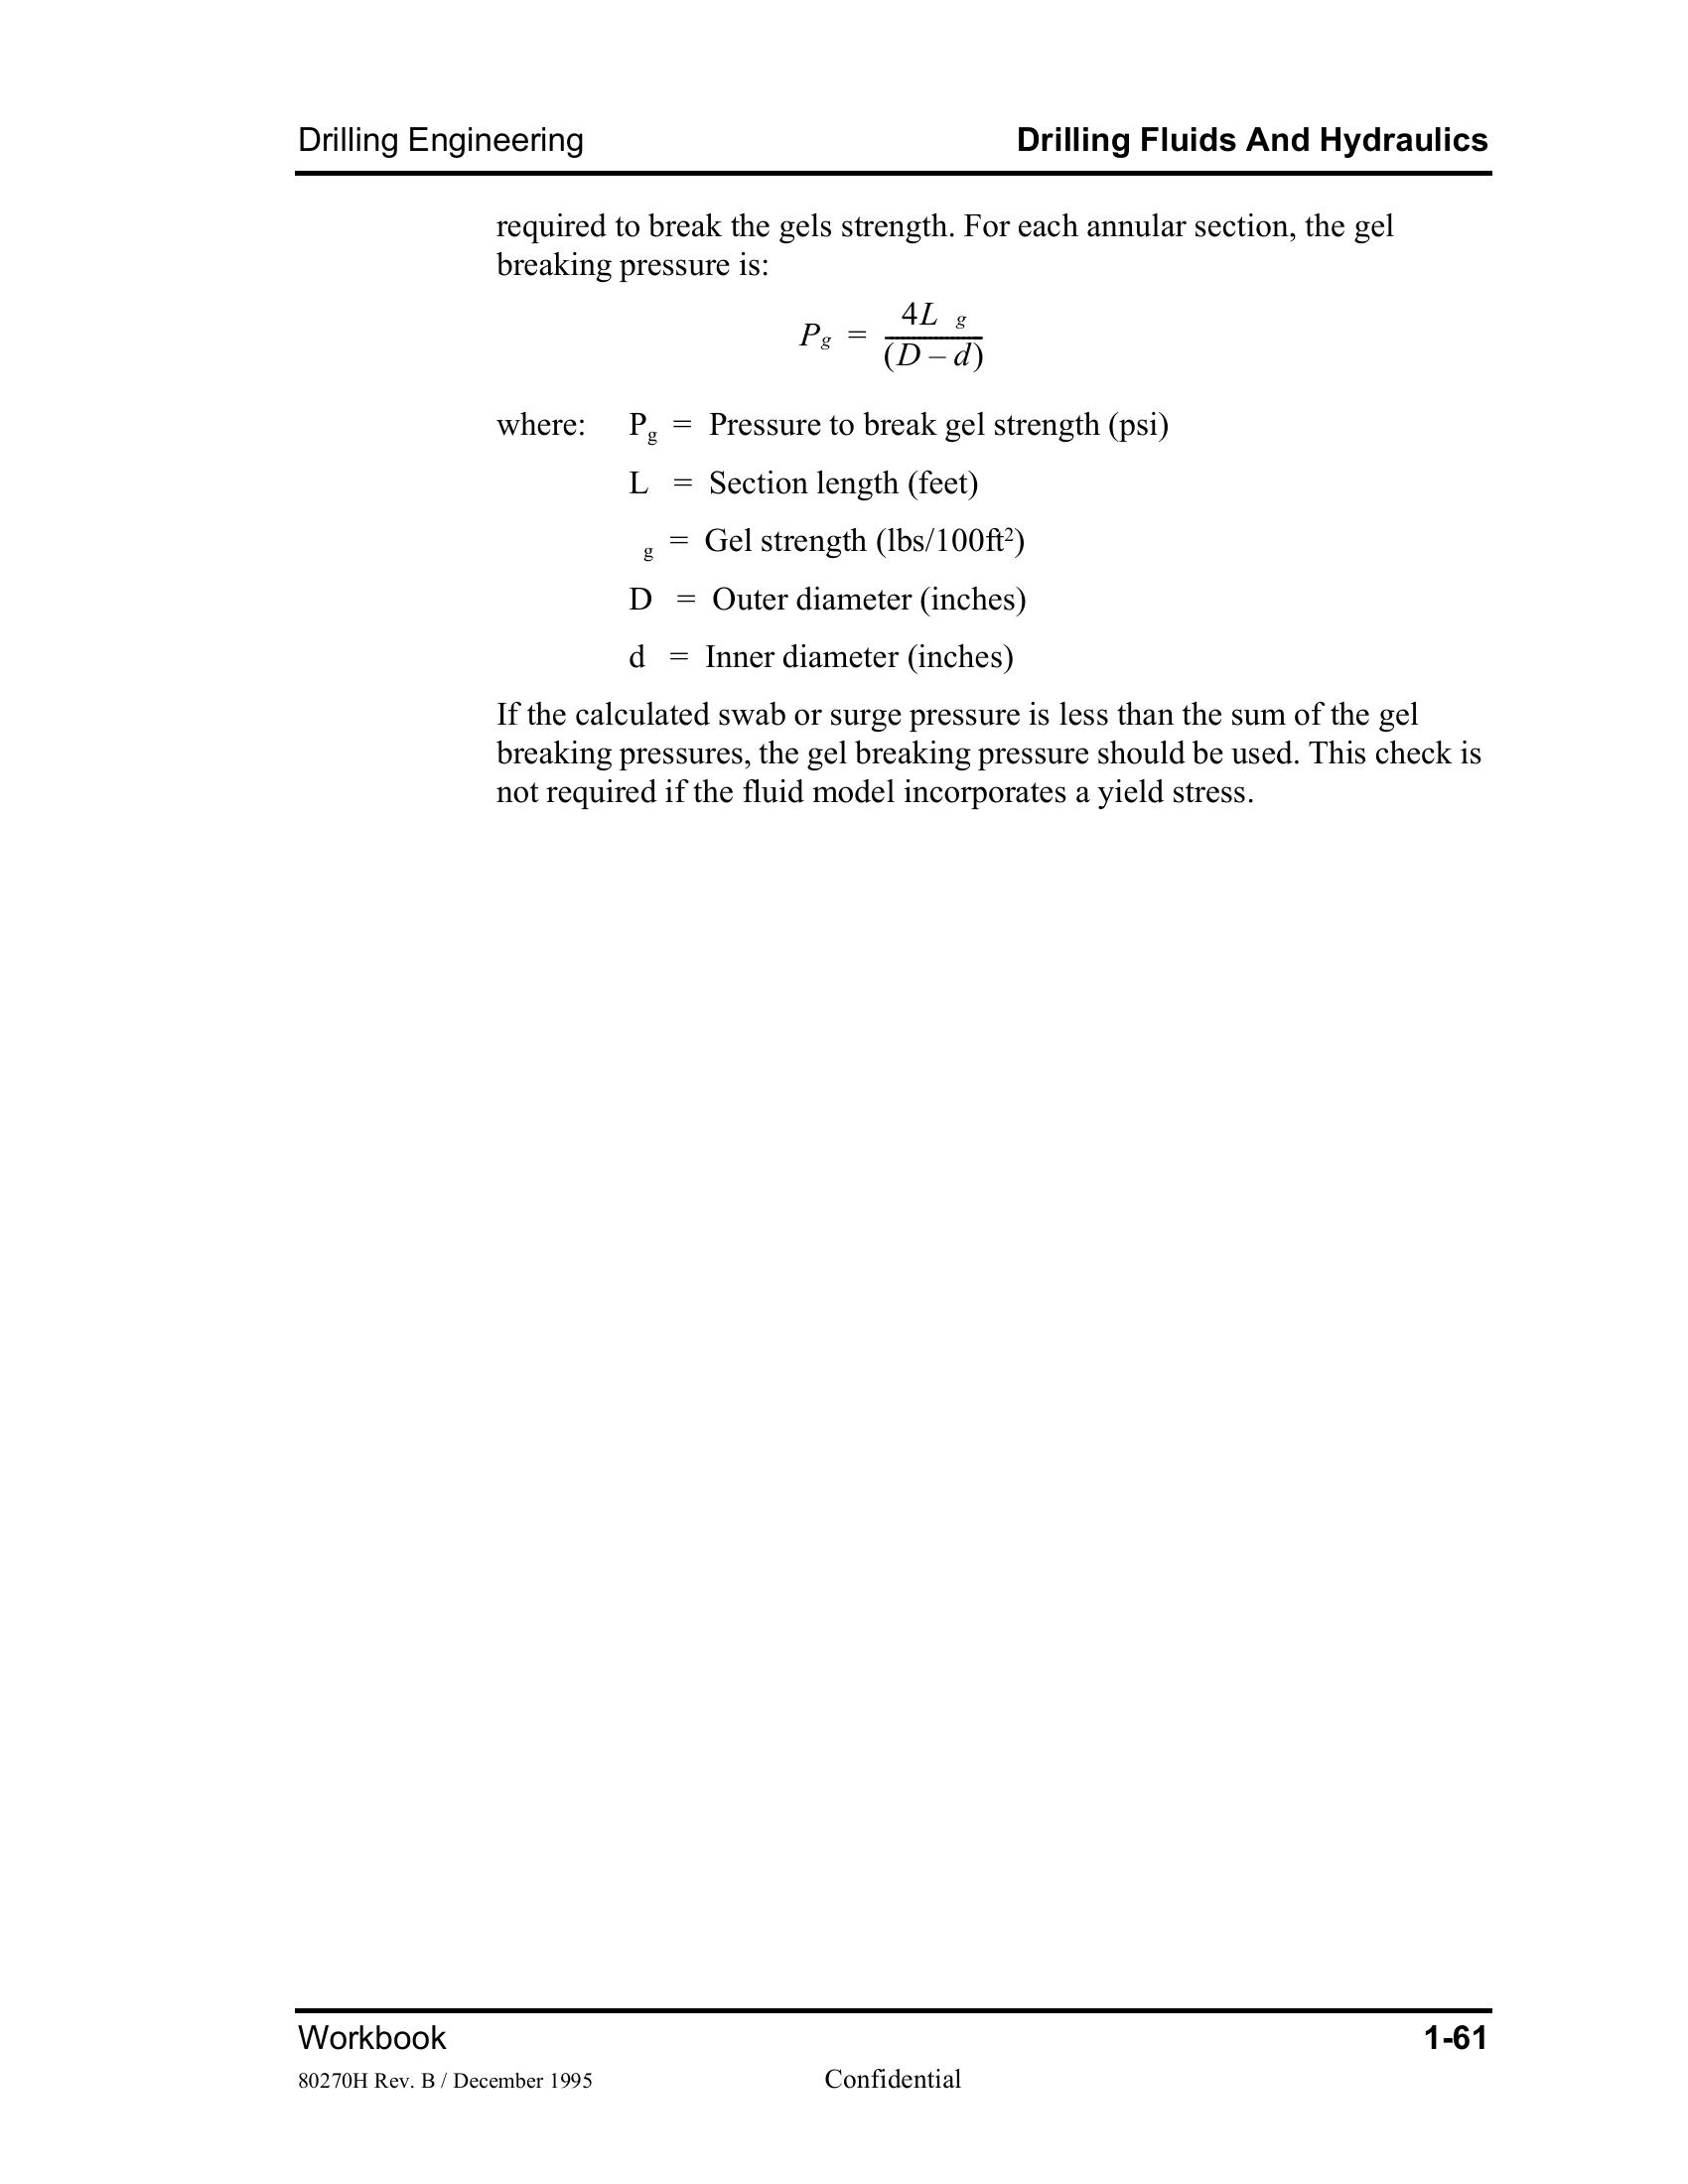 Drilling Engineering Drilling Fluids And Hydraulics
required to break the gels strength. For each annular section, the gel
breaking pressure is:
P_g = 4L _g / (D – d)
where: P_g = Pressure to break gel strength (psi)
L = Section length (feet)
_g = Gel strength (lbs/100ft²)
D = Outer diameter (inches)
d = Inner diameter (inches)
If the calculated swab or surge pressure is less than the sum of the gel
breaking pressures, the gel breaking pressure should be used. This check is
not required if the fluid model incorporates a yield stress.
Workbook 1-61
80270H Rev. B / December 1995 Confidential